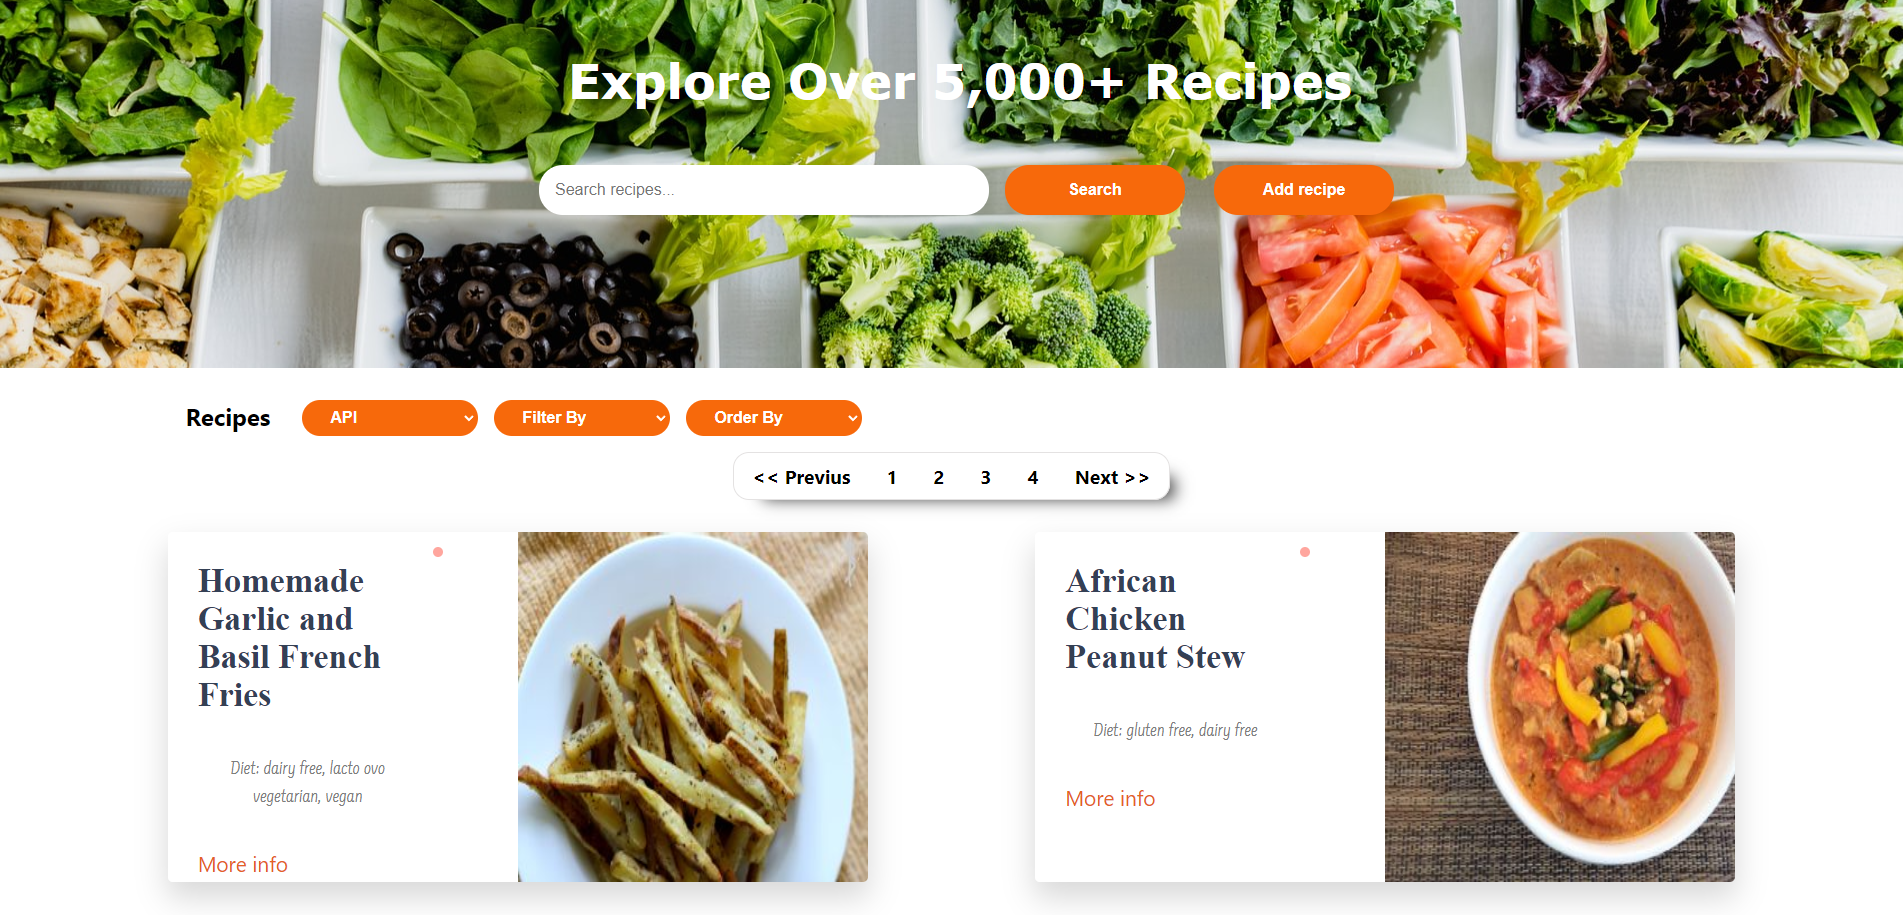 Explore Over 5,000+ Recipes
Search recipes...
Search
Add recipe
Recipes
API
Filter By
Order By
<< Previus 1 2 3 4 Next >>
Homemade
Garlic and
Basil French
Fries
Diet: dairy free, lacto ovo
vegetarian, vegan
More info
African
Chicken
Peanut Stew
Diet: gluten free, dairy free
More info